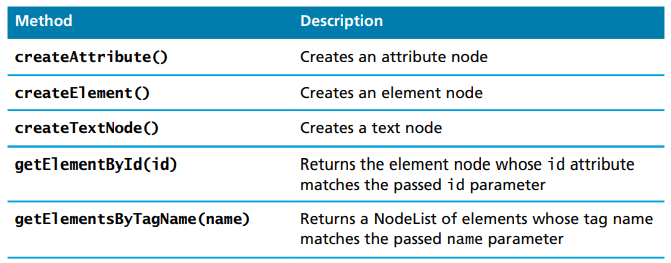 Method Description
createAttribute() Creates an attribute node
createElement() Creates an element node
createTextNode() Creates a text node
getElementById(id) Returns the element node whose id attribute
matches the passed id parameter
getElementsByTagName(name) Returns a NodeList of elements whose tag name
matches the passed name parameter